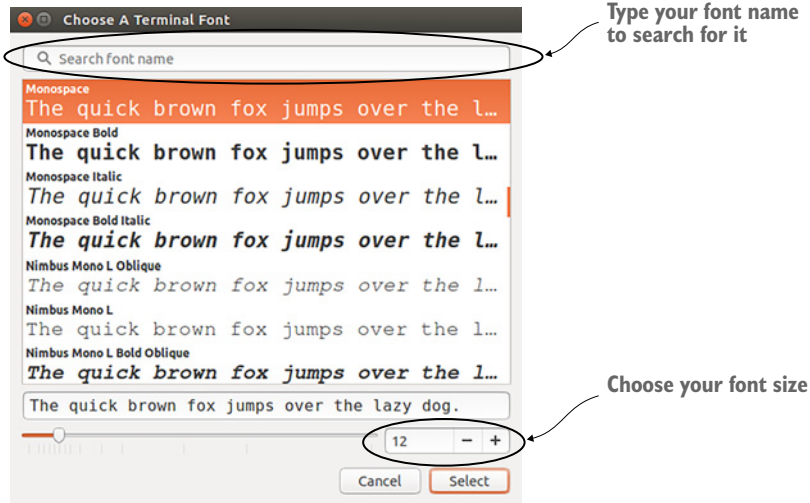 Choose A Terminal Font
Type your font name
to search for it
Search font name
Monospace
The quick brown fox jumps over the l…
Monospace Bold
The quick brown fox jumps over the l…
Monospace Italic
The quick brown fox jumps over the l…
Monospace Bold Italic
The quick brown fox jumps over the l…
Nimbus Mono L Oblique
The quick brown fox jumps over the l…
Nimbus Mono L
The quick brown fox jumps over the l…
Nimbus Mono L Bold Oblique
The quick brown fox jumps over the l…
Choose your font size
The quick brown fox jumps over the lazy dog.
12 − +
Cancel Select